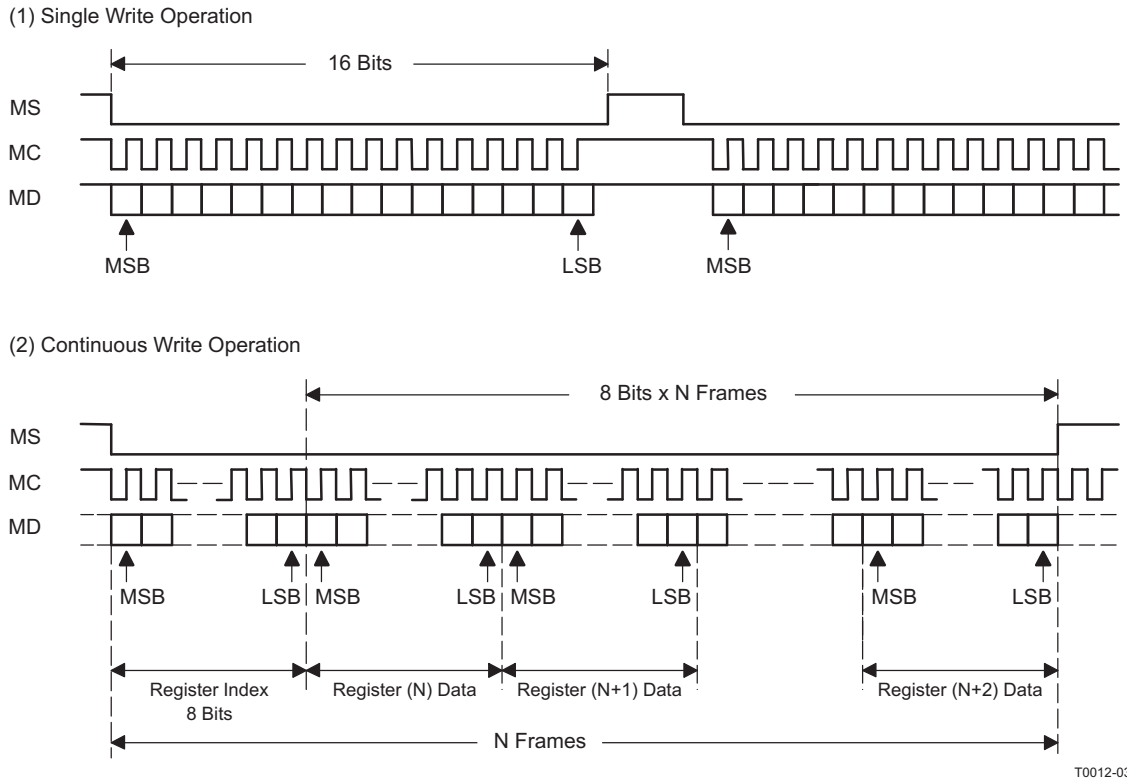 (1) Single Write Operation
16 Bits
MS
MC
MD
MSB LSB MSB
(2) Continuous Write Operation
8 Bits x N Frames
MS
MC
MD
MSB LSB MSB LSB MSB LSB MSB LSB
Register Index
8 Bits
Register (N) Data
Register (N+1) Data
Register (N+2) Data
N Frames